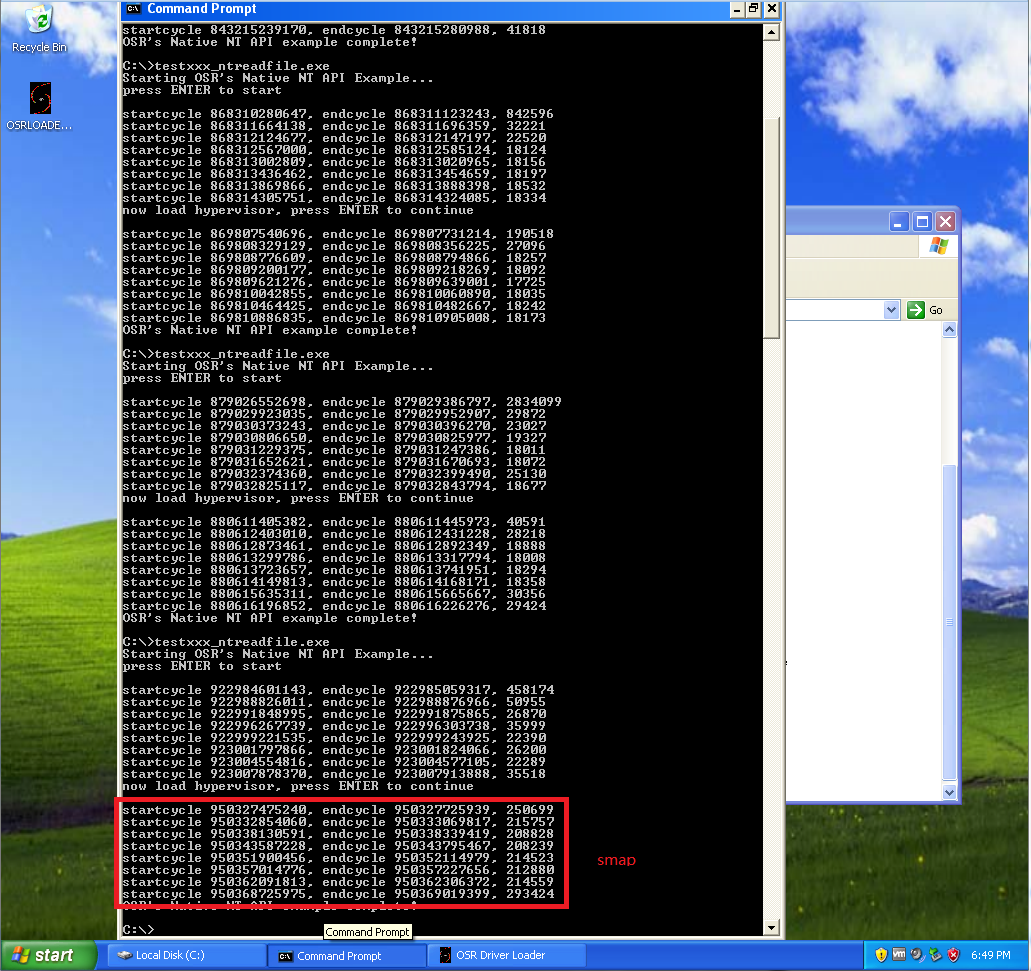 Command Prompt
Recycle Bin
OSRLOADE...
startcycle 843215239170, endcycle 843215280988, 41818
OSR's Native NT API example complete!
C:\>testxxx_ntreadfile.exe
Starting OSR's Native NT API Example...
press ENTER to start
startcycle 868310280647, endcycle 868311123243, 842596
startcycle 868311664138, endcycle 868311696359, 32221
startcycle 868312124677, endcycle 868312147197, 22520
startcycle 868312567000, endcycle 868312585124, 18124
startcycle 868313002809, endcycle 868313020965, 18156
startcycle 868313436462, endcycle 868313454659, 18197
startcycle 868313869866, endcycle 868313888398, 18532
startcycle 868314305751, endcycle 868314324085, 18334
now load hypervisor, press ENTER to continue
startcycle 869807540696, endcycle 869807731214, 190518
startcycle 869808329129, endcycle 869808356225, 27096
startcycle 869808776609, endcycle 869808794866, 18257
startcycle 869809200177, endcycle 869809218269, 18092
startcycle 869809621276, endcycle 869809639001, 17725
startcycle 869810042855, endcycle 869810060890, 18035
startcycle 869810464425, endcycle 869810482667, 18242
startcycle 869810886835, endcycle 869810905008, 18173
OSR's Native NT API example complete!
C:\>testxxx_ntreadfile.exe
Starting OSR's Native NT API Example...
press ENTER to start
startcycle 879026552698, endcycle 879029386797, 2834099
startcycle 879029923035, endcycle 879029952907, 29872
startcycle 879030373243, endcycle 879030396270, 23027
startcycle 879030806650, endcycle 879030825977, 19327
startcycle 879031229375, endcycle 879031247386, 18011
startcycle 879031652621, endcycle 879031670693, 18072
startcycle 879032374360, endcycle 879032399490, 25130
startcycle 879032825117, endcycle 879032843794, 18677
now load hypervisor, press ENTER to continue
startcycle 880611405382, endcycle 880611445973, 40591
startcycle 880612403010, endcycle 880612431228, 28218
startcycle 880612873461, endcycle 880612892349, 18888
startcycle 880613299786, endcycle 880613317794, 18008
startcycle 880613723657, endcycle 880613741951, 18294
startcycle 880614149813, endcycle 880614168171, 18358
startcycle 880615635311, endcycle 880615665667, 30356
startcycle 880616196852, endcycle 880616226276, 29424
OSR's Native NT API example complete!
C:\>testxxx_ntreadfile.exe
Starting OSR's Native NT API Example...
press ENTER to start
startcycle 922984601143, endcycle 922985059317, 458174
startcycle 922988826011, endcycle 922988876966, 50955
startcycle 922991848995, endcycle 922991875865, 26870
startcycle 922996267739, endcycle 922996303738, 35999
startcycle 922999221535, endcycle 922999243925, 22390
startcycle 923001797866, endcycle 923001824066, 26200
startcycle 923004554816, endcycle 923004577105, 22289
startcycle 923007878370, endcycle 923007913888, 35518
now load hypervisor, press ENTER to continue
startcycle 950327475240, endcycle 950327725939, 250699
startcycle 950332854060, endcycle 950333069817, 215757
startcycle 950338130591, endcycle 950338339419, 208828
startcycle 950343587228, endcycle 950343795467, 208239
startcycle 950351900456, endcycle 950352114979, 214523
startcycle 950357014776, endcycle 950357227656, 212880
startcycle 950362091813, endcycle 950362306372, 214559
startcycle 950368725975, endcycle 950369019399, 293424
OSR's Native NT API example complete!
C:\>
smap
Go
Command Prompt
start
Local Disk (C:)
Command Prompt
OSR Driver Loader
6:49 PM